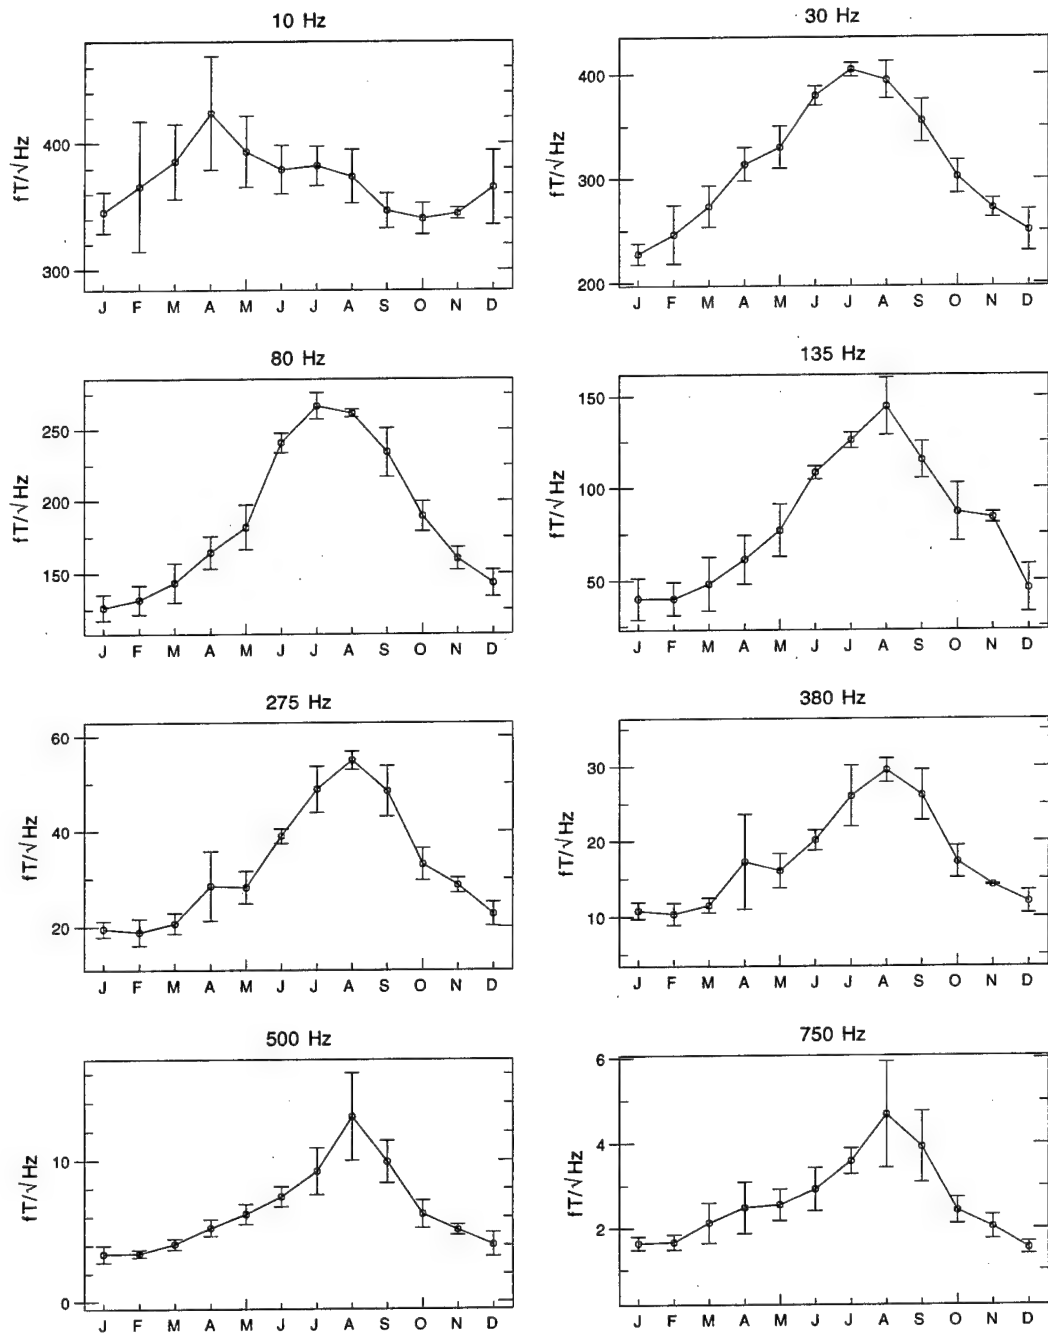 10 Hz
fT/√Hz
400
300
J F M A M J J A S O N D
30 Hz
fT/√Hz
400
300
200
J F M A M J J A S O N D
80 Hz
fT/√Hz
250
200
150
J F M A M J J A S O N D
135 Hz
fT/√Hz
150
100
50
J F M A M J J A S O N D
275 Hz
fT/√Hz
60
40
20
J F M A M J J A S O N D
380 Hz
fT/√Hz
30
20
10
J F M A M J J A S O N D
500 Hz
fT/√Hz
10
0
J F M A M J J A S O N D
750 Hz
fT/√Hz
6
4
2
J F M A M J J A S O N D